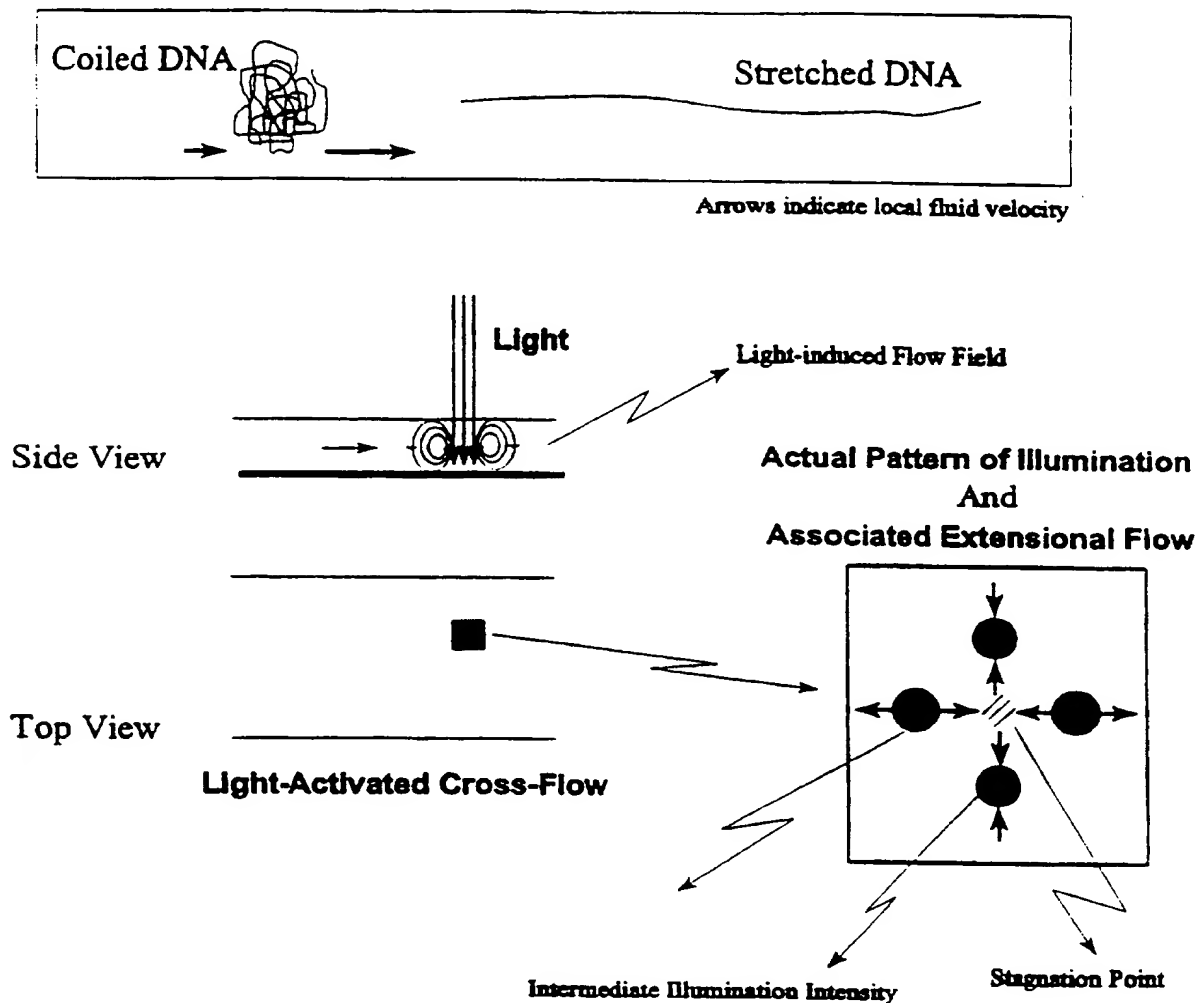 Coiled DNA
Stretched DNA
Arrows indicate local fluid velocity
Light
Light-induced Flow Field
Side View
Actual Pattern of Illumination
And
Associated Extensional Flow
Top View
Light-Activated Cross-Flow
Intermediate Illumination Intensity
Stagnation Point